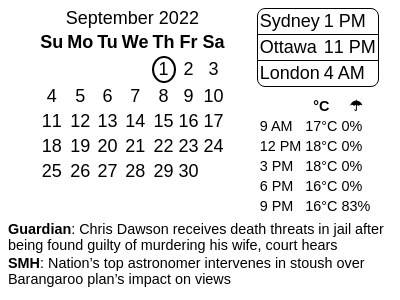 September 2022
Su Mo Tu We Th Fr Sa
1 2 3
4 5 6 7 8 9 10
11 12 13 14 15 16 17
18 19 20 21 22 23 24
25 26 27 28 29 30
Sydney 1 PM
Ottawa 11 PM
London 4 AM
°C ☂
9 AM 17°C 0%
12 PM 18°C 0%
3 PM 18°C 0%
6 PM 16°C 0%
9 PM 16°C 83%
Guardian: Chris Dawson receives death threats in jail after
being found guilty of murdering his wife, court hears
SMH: Nation’s top astronomer intervenes in stoush over
Barangaroo plan’s impact on views